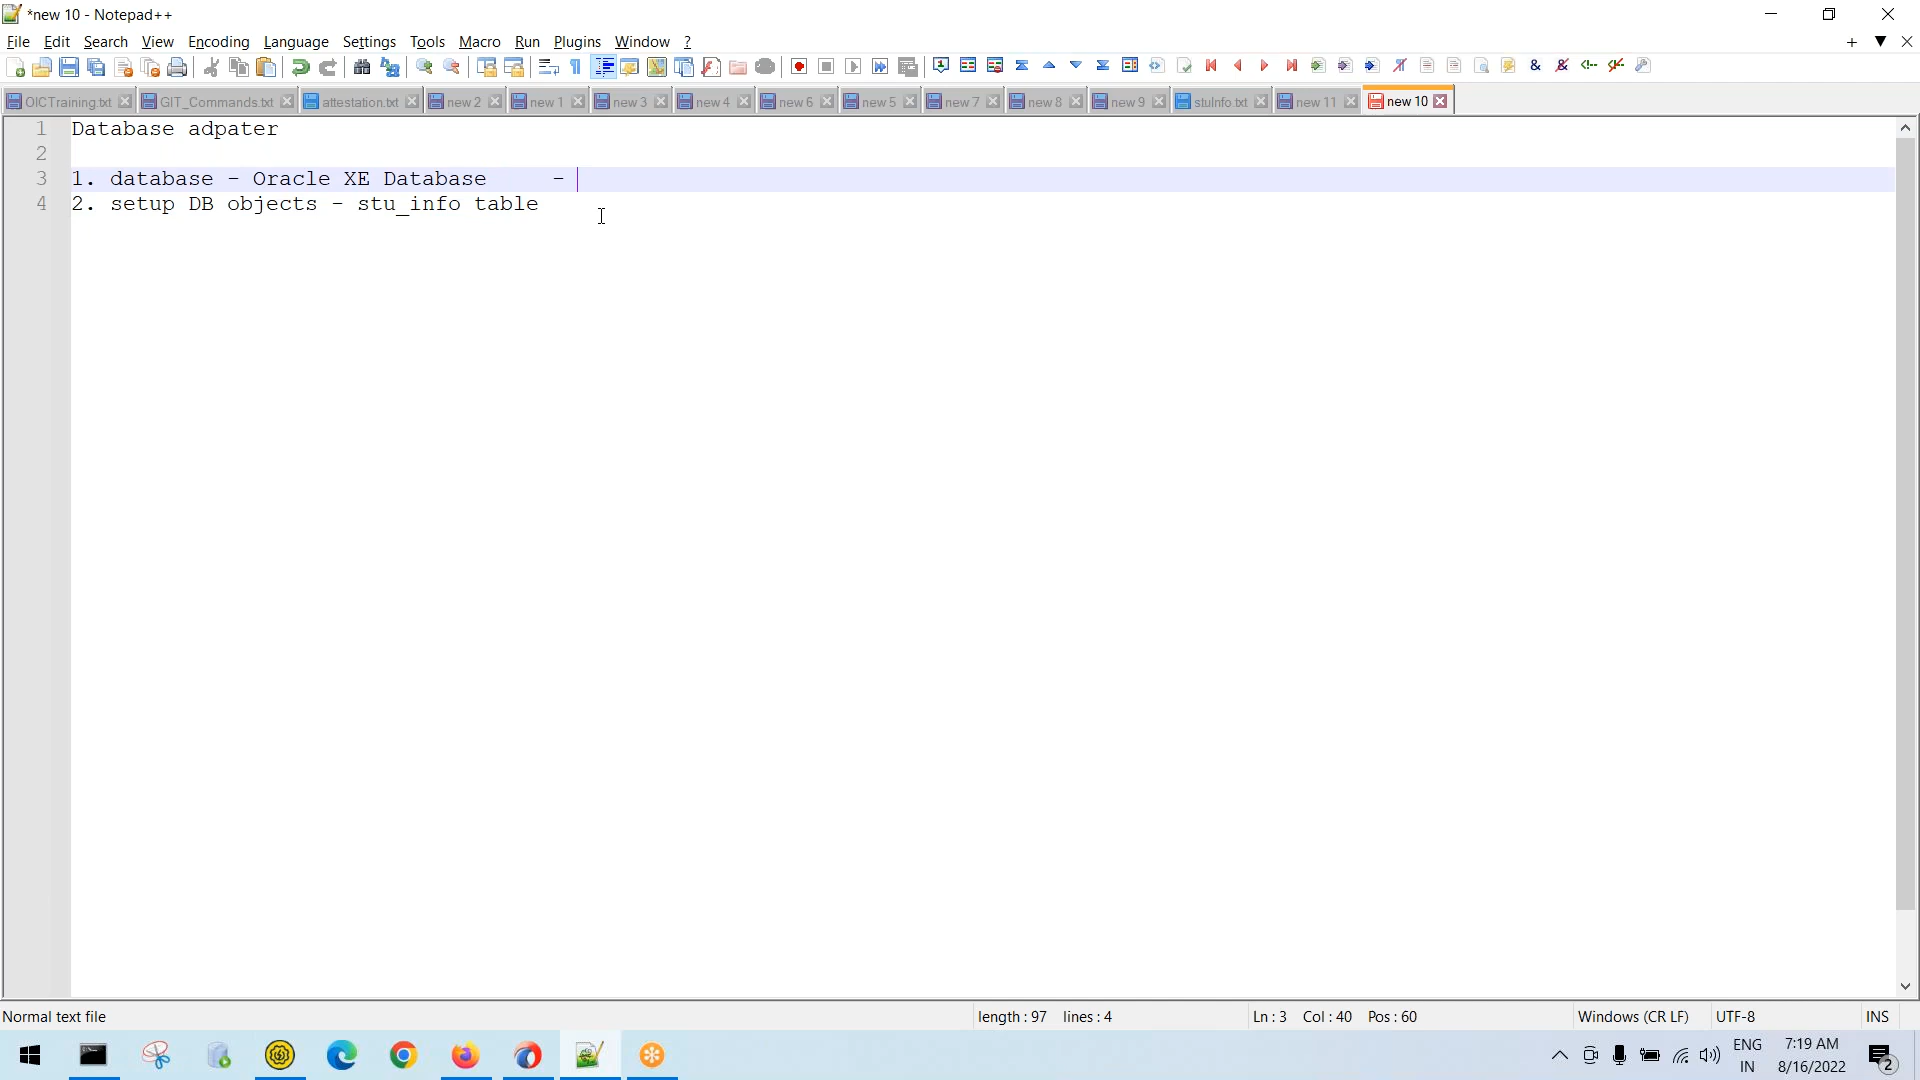 *new 10 - Notepad++
File Edit Search View Encoding Language Settings Tools Macro Run Plugins Window ?
OICTraining.txt GIT_Commands.txt attestation.txt new 2 new 1 new 3 new 4 new 6 new 5 new 7 new 8 new 9 stuInfo.txt new 11 new 10
1 Database adpater
2
3 1. database - Oracle XE Database -
4 2. setup DB objects - stu_info table
Normal text file length : 97 lines : 4 Ln : 3 Col : 40 Pos : 60 Windows (CR LF) UTF-8 INS
ENG 7:19 AM
IN 8/16/2022 2